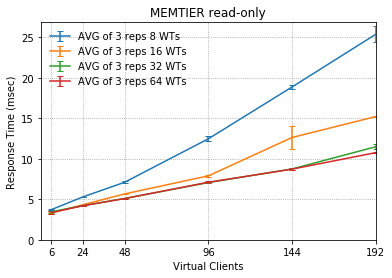 MEMTIER read-only
AVG of 3 reps 8 WTs
AVG of 3 reps 16 WTs
AVG of 3 reps 32 WTs
AVG of 3 reps 64 WTs
Response Time (msec)
25
20
15
10
5
0
6 24 48 96 144 192
Virtual Clients